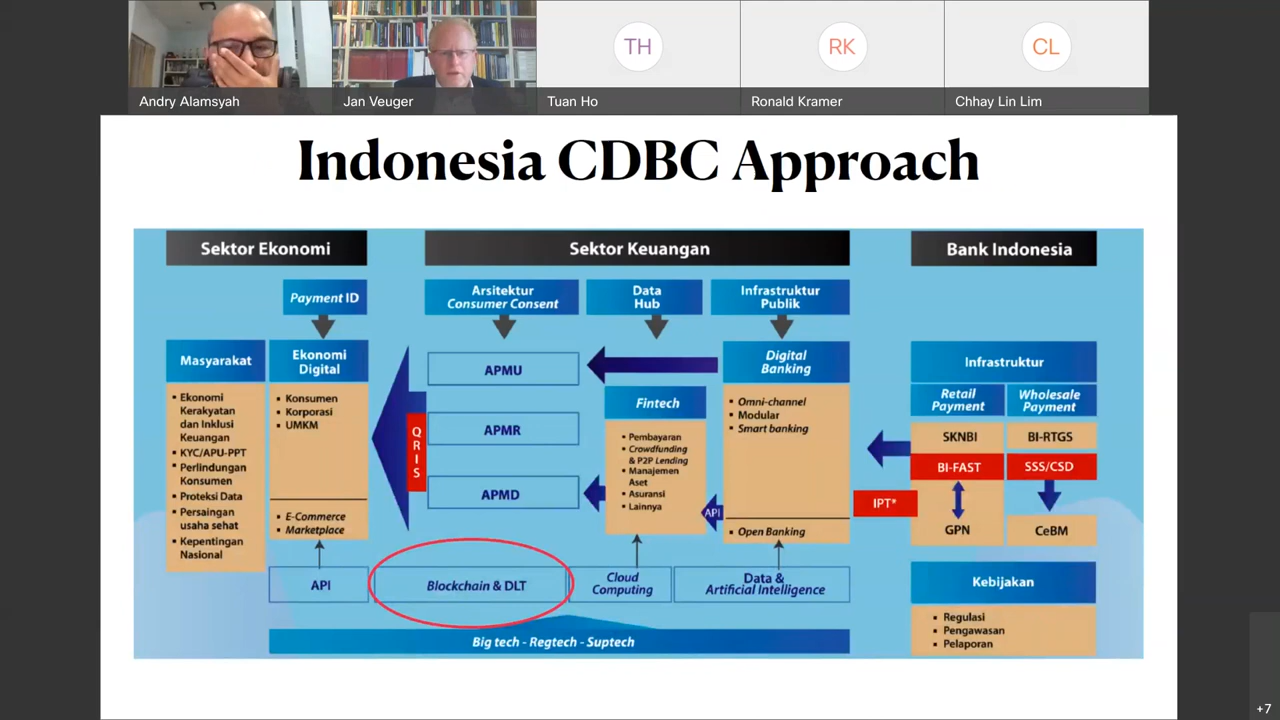 TH
RK
CL
Andry Alamsyah
Jan Veuger
Tuan Ho
Ronald Kramer
Chhay Lin Lim
Indonesia CDBC Approach
Sektor Ekonomi
Payment ID
Masyarakat
▪ Ekonomi
Kerakyatan
dan Inklusi
Keuangan
▪ KYC/APU-PPT
▪ Perlindungan
Konsumen
▪ Proteksi Data
▪ Persaingan
usaha sehat
▪ Kepentingan
Nasional
Ekonomi
Digital
▪ Konsumen
▪ Korporasi
▪ UMKM
▪ E-Commerce
▪ Marketplace
Sektor Keuangan
Arsitektur
Consumer Consent
Data
Hub
Infrastruktur
Publik
QRIS
APMU
APMR
APMD
Fintech
▪ Pembayaran
▪ Crowdfunding
& P2P Lending
▪ Manajemen
Aset
▪ Asuransi
▪ Lainnya
API
Digital
Banking
▪ Omni-channel
▪ Modular
▪ Smart banking
▪ Open Banking
IPT*
Bank Indonesia
Infrastruktur
Retail
Payment
Wholesale
Payment
SKNBI
BI-RTGS
BI-FAST
SSS/CSD
GPN
CeBM
Kebijakan
▪ Regulasi
▪ Pengawasan
▪ Pelaporan
API
Blockchain & DLT
Cloud
Computing
Data &
Artificial Intelligence
Big tech - Regtech - Suptech
+7